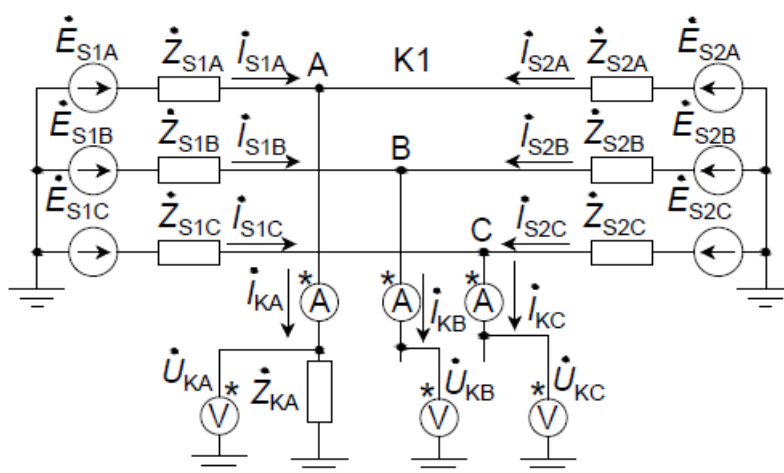 ĖS1A ŻS1A İS1A A K1 İS2A ŻS2A ĖS2A
ĖS1B ŻS1B İS1B B İS2B ŻS2B ĖS2B
ĖS1C ŻS1C İS1C C İS2C ŻS2C ĖS2C
İKA * A * A İKB * A İKC
U̇KA * V ŻKA * V U̇KB * V U̇KC